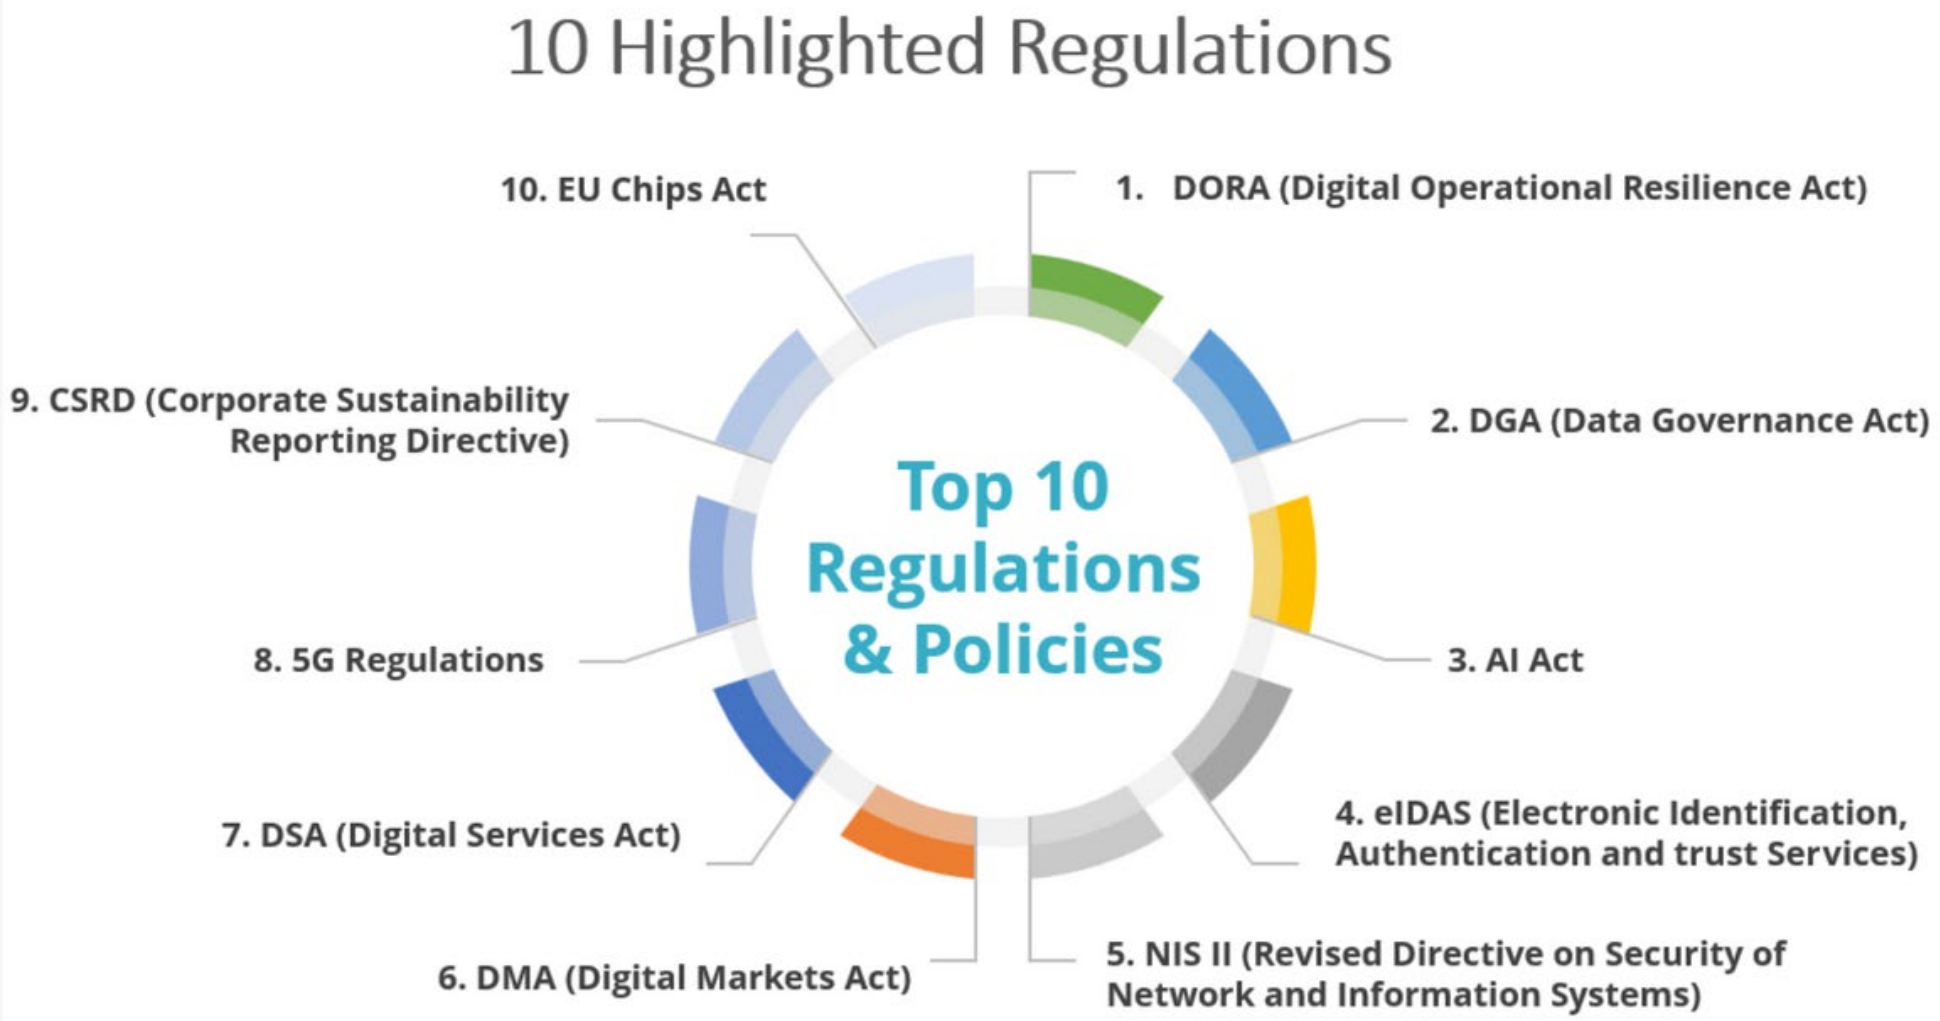 10 Highlighted Regulations
1. DORA (Digital Operational Resilience Act)
2. DGA (Data Governance Act)
3. AI Act
4. eIDAS (Electronic Identification,
Authentication and trust Services)
5. NIS II (Revised Directive on Security of
Network and Information Systems)
6. DMA (Digital Markets Act)
7. DSA (Digital Services Act)
8. 5G Regulations
9. CSRD (Corporate Sustainability
Reporting Directive)
10. EU Chips Act
Top 10
Regulations
& Policies